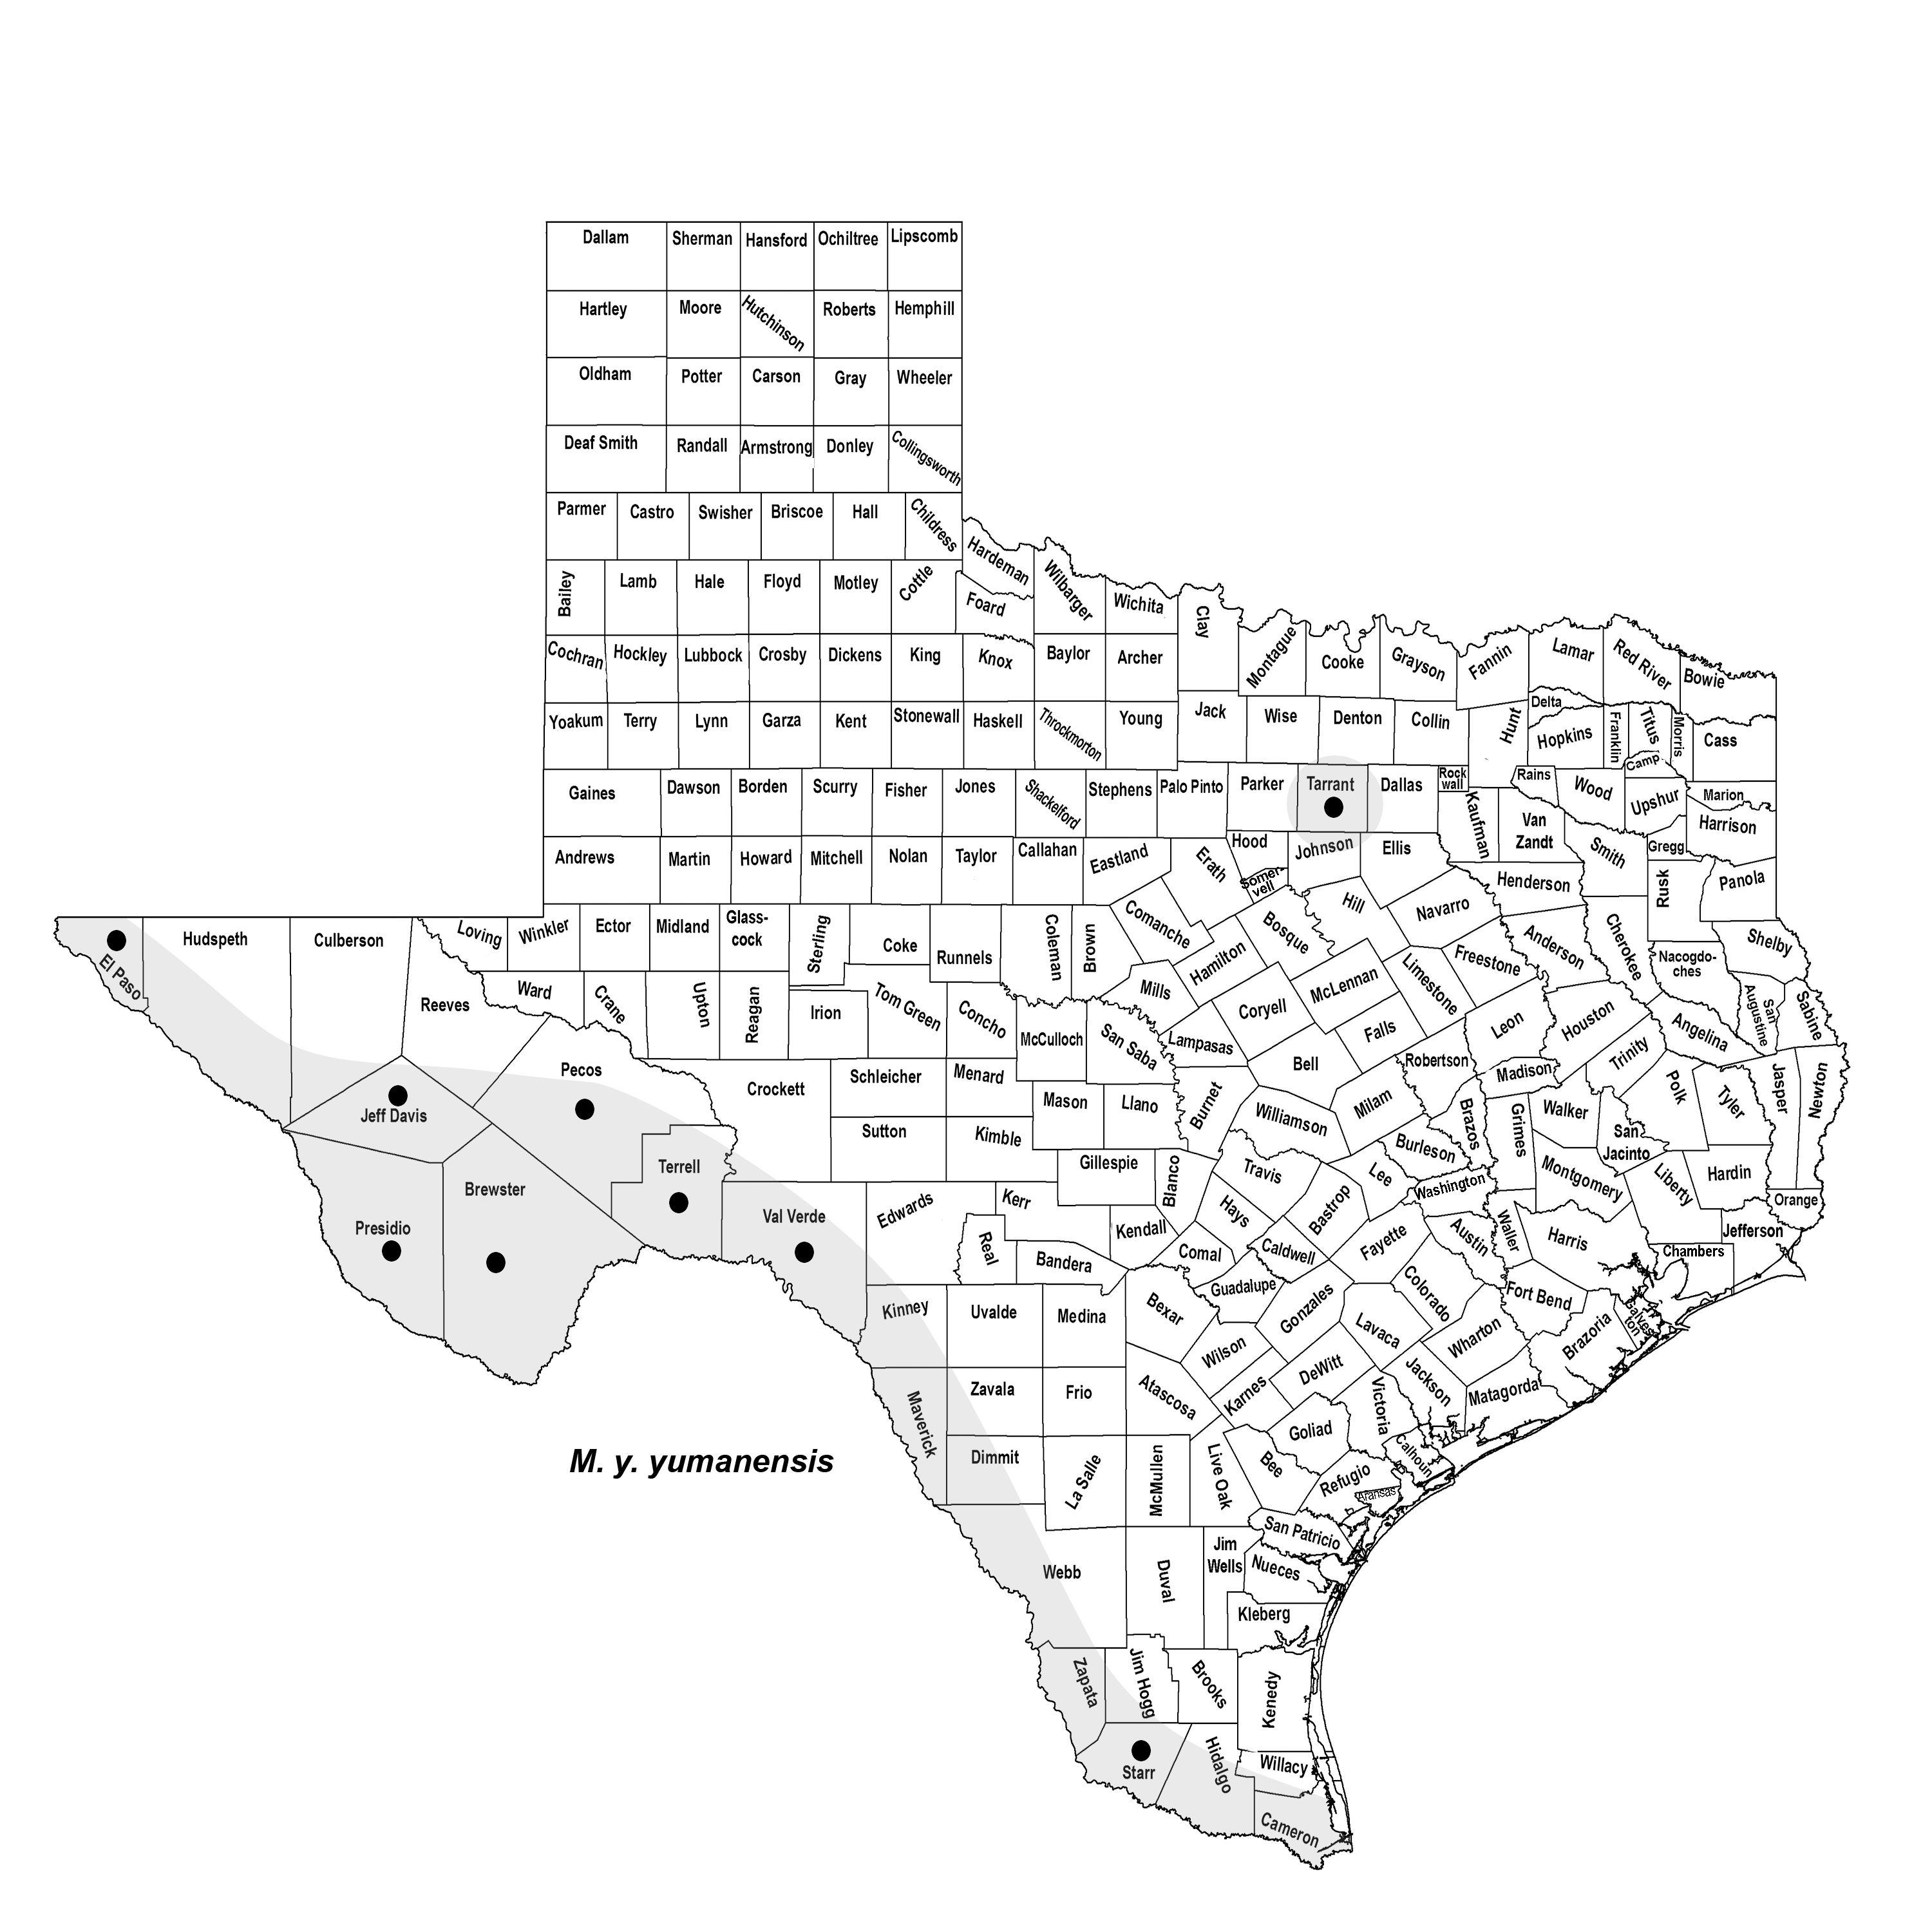 Dallam Sherman Hansford Ochiltree Lipscomb
Hartley Moore Hutchinson Roberts Hemphill
Oldham Potter Carson Gray Wheeler
Deaf Smith Randall Armstrong Donley Collingsworth
Parmer Castro Swisher Briscoe Hall Childress
Hardeman
Bailey Lamb Hale Floyd Motley Cottle Foard Wilbarger Wichita Clay
Montague Cooke Grayson Fannin Lamar Red River Bowie
Cochran Hockley Lubbock Crosby Dickens King Knox Baylor Archer
Yoakum Terry Lynn Garza Kent Stonewall Haskell Throckmorton Young Jack Wise Denton Collin Hunt Delta Hopkins Franklin Titus Morris Cass
Camp
Gaines Dawson Borden Scurry Fisher Jones Shackelford Stephens Palo Pinto Parker Tarrant Dallas Rock
wall
Kaufman Rains Wood Upshur Marion
Harrison
Van
Zandt
Andrews Martin Howard Mitchell Nolan Taylor Callahan Eastland Erath Hood Johnson Ellis Smith Gregg
Somer-
vell
Henderson Rusk Panola
El Paso Hudspeth Culberson Loving Winkler Ector Midland Glass-
cock
Sterling Coke Runnels Coleman Brown Comanche Hamilton Bosque Hill Navarro
Freestone Anderson Cherokee Nacogdo-
ches
Shelby
Reeves Ward Crane Upton Reagan Irion Tom Green Concho McCulloch San Saba Mills Lampasas Coryell McLennan Limestone
Falls Leon Houston Angelina San
Augustine
Sabine
Jeff Davis Pecos Crockett Schleicher Menard Mason Llano Burnet Bell Robertson Madison Trinity Polk Tyler Jasper Newton
Williamson Milam Brazos Grimes Walker San
Jacinto
Sutton Kimble Gillespie Blanco Travis Burleson Lee Washington Montgomery Liberty Hardin Orange
Presidio Brewster Terrell Val Verde Edwards Kerr Real Kendall Bandera Hays Comal Caldwell Bastrop Fayette Austin Waller Harris Jefferson
Chambers
Kinney Uvalde Medina Bexar Guadalupe Gonzales Lavaca Colorado Fort Bend Wharton Brazoria Galves-
ton
Maverick Zavala Frio Atascosa Wilson Karnes DeWitt Victoria Jackson Matagorda
M. y. yumanensis
Dimmit La Salle McMullen Live Oak Bee Goliad Refugio Calhoun
Aransas
San Patricio
Webb Duval Jim
Wells
Nueces
Kleberg
Zapata Jim Hogg Brooks Kenedy
Starr Hidalgo Willacy
Cameron